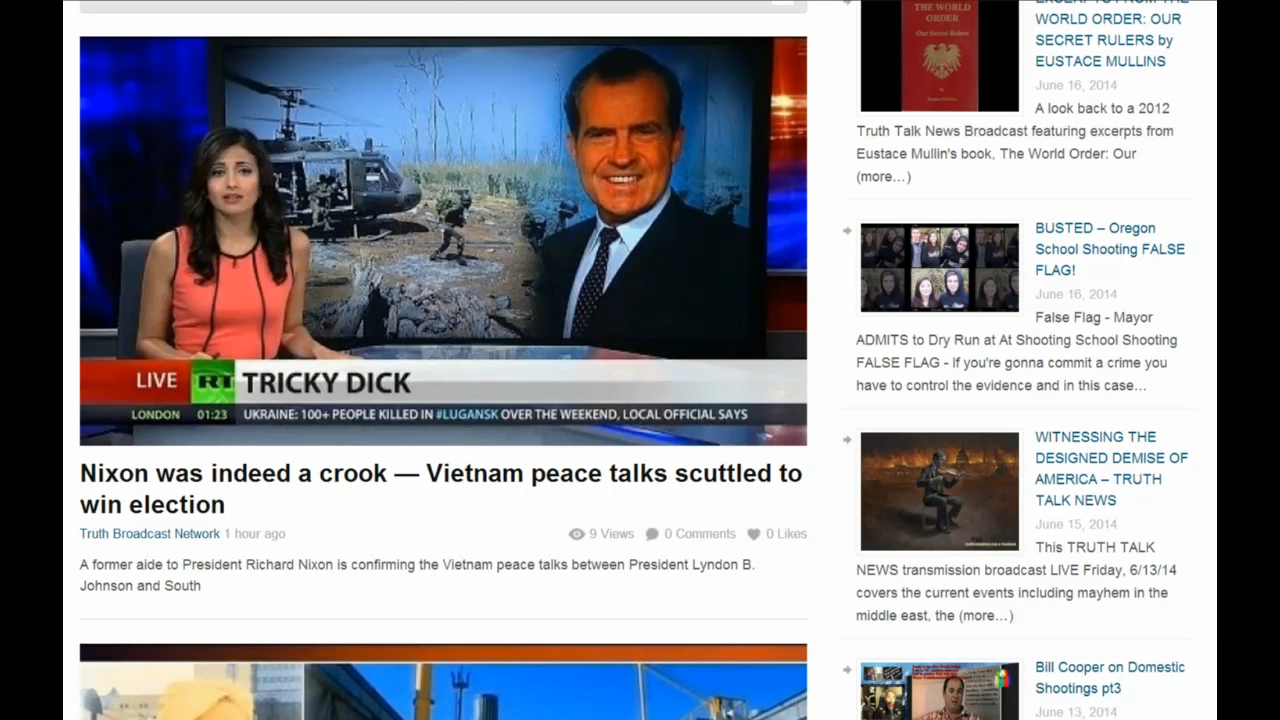 LIVE RT TRICKY DICK
LONDON 01:23 UKRAINE: 100+ PEOPLE KILLED IN #LUGANSK OVER THE WEEKEND, LOCAL OFFICIAL SAYS
Nixon was indeed a crook — Vietnam peace talks scuttled to
win election
Truth Broadcast Network 1 hour ago 9 Views 0 Comments 0 Likes
A former aide to President Richard Nixon is confirming the Vietnam peace talks between President Lyndon B.
Johnson and South
THE WORLD
ORDER
Our Secret Rulers
WORLD ORDER: OUR
SECRET RULERS by
EUSTACE MULLINS
June 16, 2014
A look back to a 2012
Truth Talk News Broadcast featuring excerpts from
Eustace Mullin's book, The World Order: Our
(more…)
BUSTED – Oregon
School Shooting FALSE
FLAG!
June 16, 2014
False Flag - Mayor
ADMITS to Dry Run at At Shooting School Shooting
FALSE FLAG - If you're gonna commit a crime you
have to control the evidence and in this case…
WITNESSING THE
DESIGNED DEMISE OF
AMERICA – TRUTH
TALK NEWS
June 15, 2014
This TRUTH TALK
NEWS transmission broadcast LIVE Friday, 6/13/14
covers the current events including mayhem in the
middle east, the (more…)
Bill Cooper on Domestic
Shootings pt3
June 13, 2014